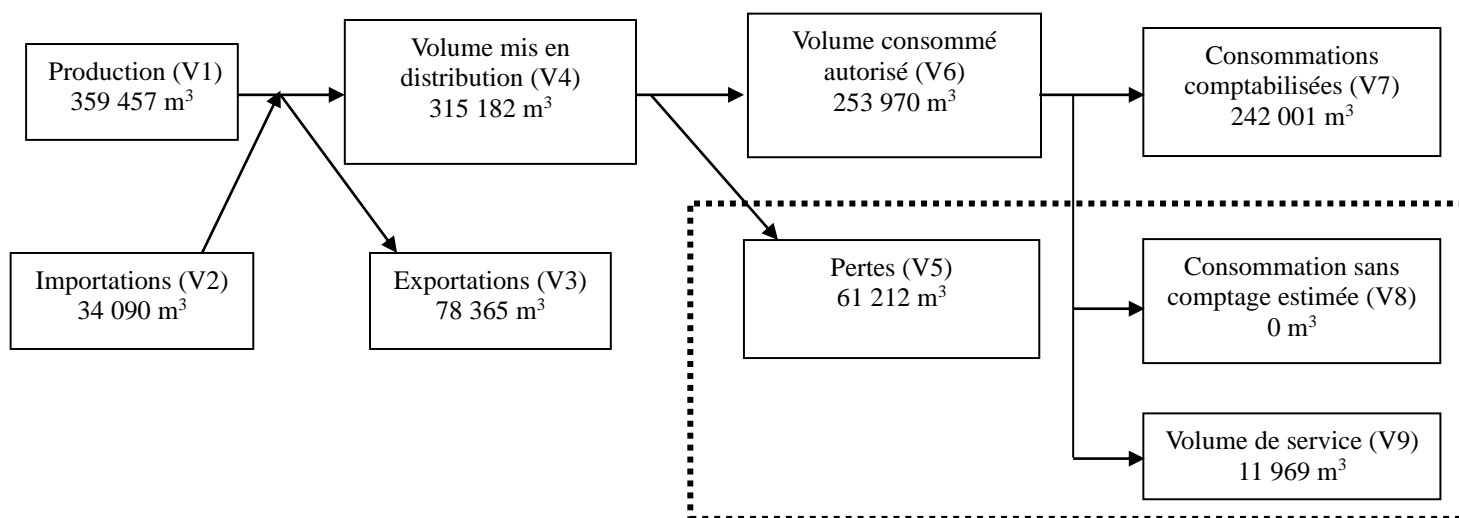 Production (V1)
359 457 m³
Volume mis en
distribution (V4)
315 182 m³
Volume consommé
autorisé (V6)
253 970 m³
Consommations
comptabilisées (V7)
242 001 m³
Importations (V2)
34 090 m³
Exportations (V3)
78 365 m³
Pertes (V5)
61 212 m³
Consommation sans
comptage estimée (V8)
0 m³
Volume de service (V9)
11 969 m³